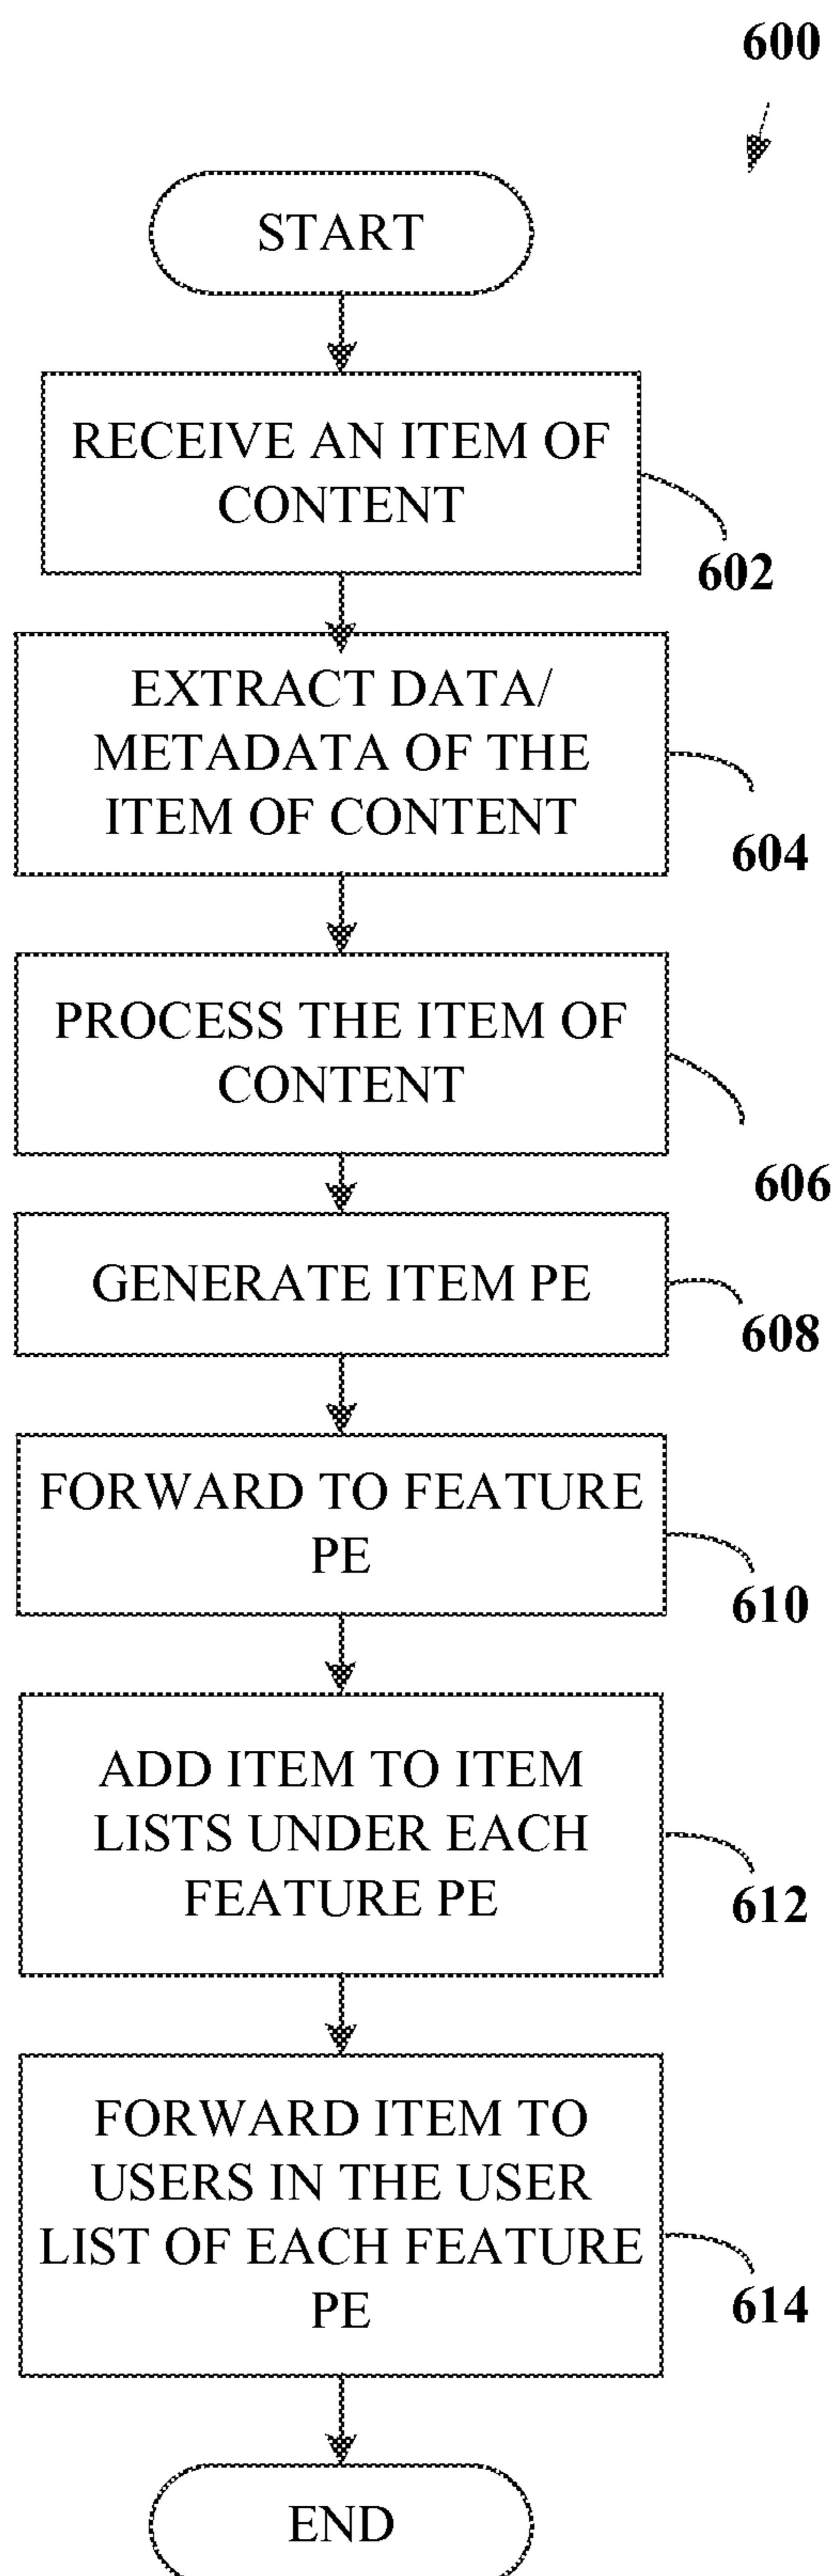 600
START
RECEIVE AN ITEM OF
CONTENT
602
EXTRACT DATA/
METADATA OF THE
ITEM OF CONTENT
604
PROCESS THE ITEM OF
CONTENT
606
GENERATE ITEM PE
608
FORWARD TO FEATURE
PE
610
ADD ITEM TO ITEM
LISTS UNDER EACH
FEATURE PE
612
FORWARD ITEM TO
USERS IN THE USER
LIST OF EACH FEATURE
PE
614
END